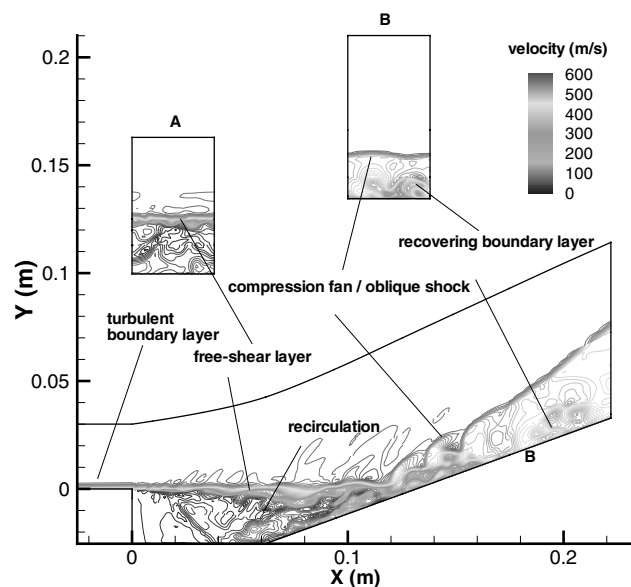 B
velocity (m/s)
600
500
400
300
200
100
0
A
0.2
0.15
0.1
0.05
0
Y (m)
recovering boundary layer
compression fan / oblique shock
turbulent
boundary layer
free-shear layer
recirculation
B
0
0.1
0.2
X (m)